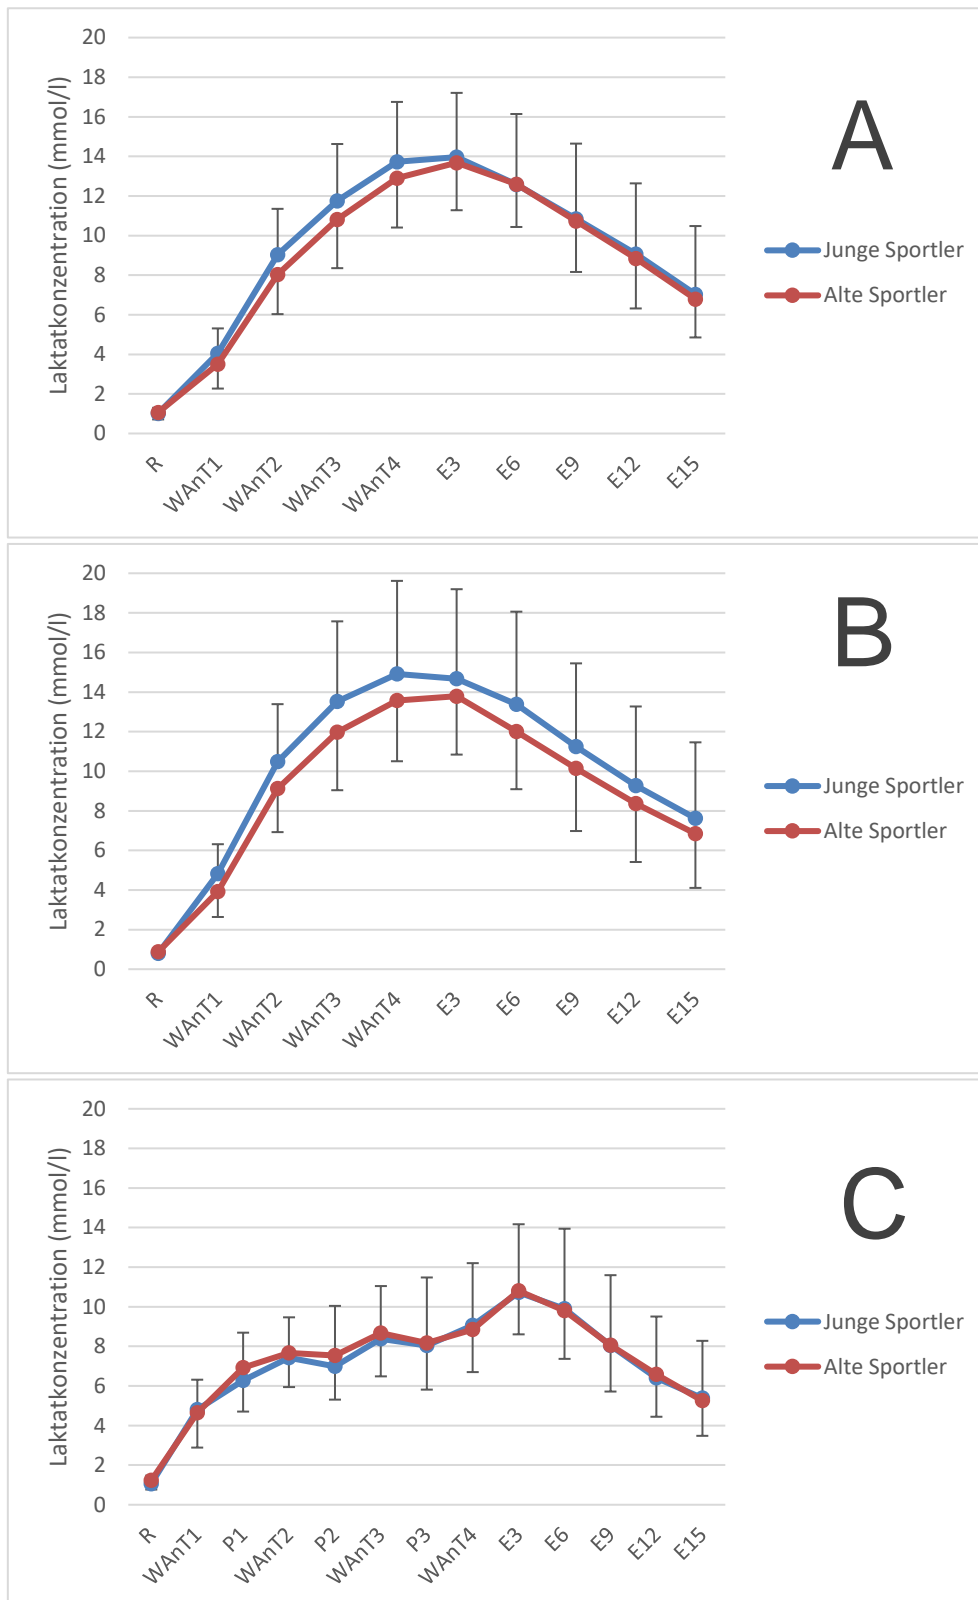 A
Laktatkonzentration (mmol/l)
20
18
16
14
12
10
8
6
4
2
0
R
WAnT1
WAnT2
WAnT3
WAnT4
E3
E6
E9
E12
E15
Junge Sportler
Alte Sportler
B
Laktatkonzentration (mmol/l)
20
18
16
14
12
10
8
6
4
2
0
R
WAnT1
WAnT2
WAnT3
WAnT4
E3
E6
E9
E12
E15
Junge Sportler
Alte Sportler
C
Laktatkonzentration (mmol/l)
20
18
16
14
12
10
8
6
4
2
0
R
WAnT1
P1
WAnT2
P2
WAnT3
P3
WAnT4
E3
E6
E9
E12
E15
Junge Sportler
Alte Sportler